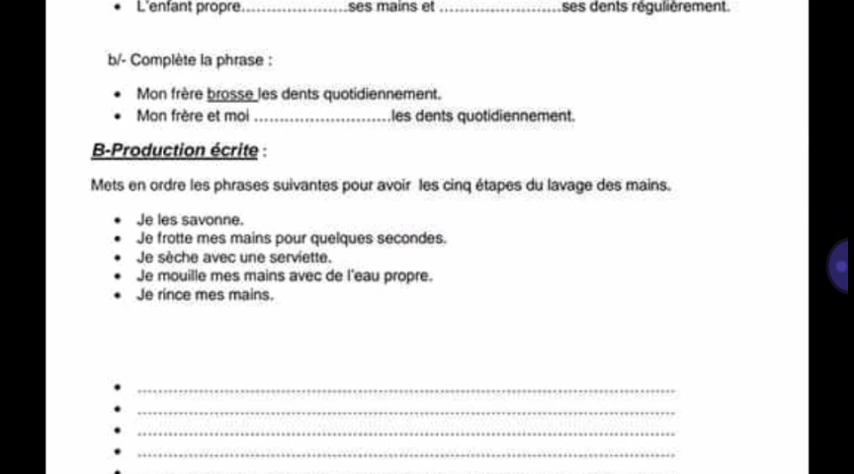 • L'enfant propre.....................ses mains et ........................ses dents régulièrement.
b/- Complète la phrase :
• Mon frère brosse les dents quotidiennement.
• Mon frère et moi ...........................les dents quotidiennement.
B-Production écrite :
Mets en ordre les phrases suivantes pour avoir les cinq étapes du lavage des mains.
• Je les savonne.
• Je frotte mes mains pour quelques secondes.
• Je sèche avec une serviette.
• Je mouille mes mains avec de l'eau propre.
• Je rince mes mains.
• ................................................................................
• ................................................................................
• ................................................................................
• ................................................................................